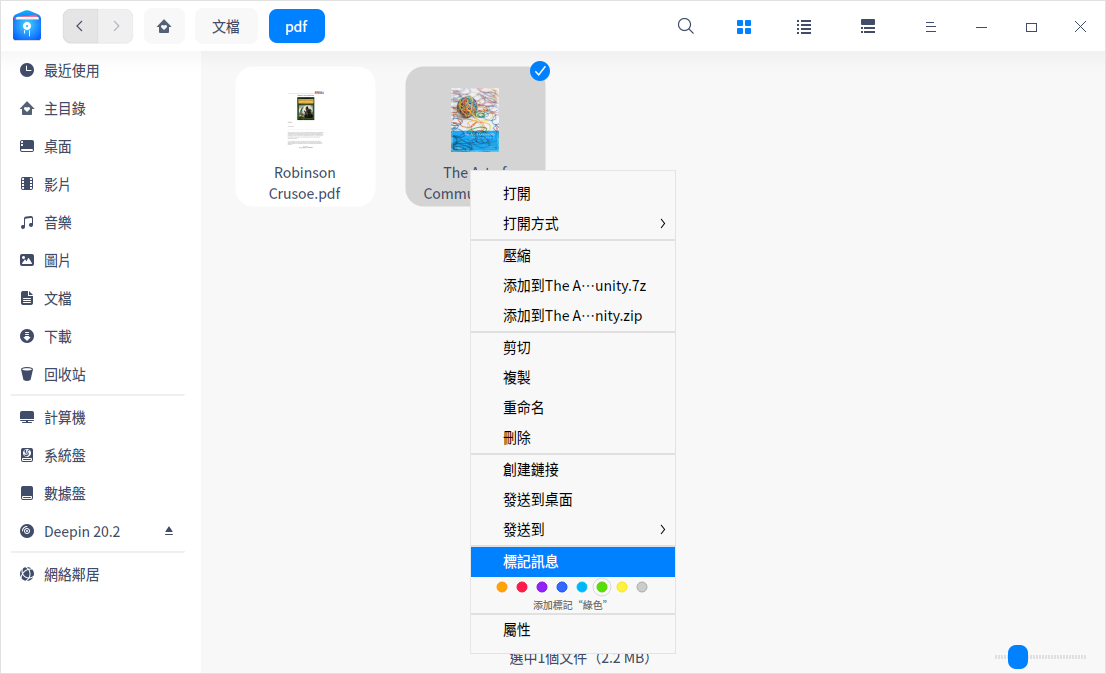 文檔
pdf
最近使用
主目錄
桌面
影片
音樂
圖片
文檔
下載
回收站
計算機
系統盤
數據盤
Deepin 20.2
網絡鄰居
Robinson
Crusoe.pdf
The Art of
Commu
打開
打開方式
壓縮
添加到The A⋯unity.7z
添加到The A⋯nity.zip
剪切
複製
重命名
刪除
創建鏈接
發送到桌面
發送到
標記訊息
添加標記“綠色”
屬性
選中1個文件（2.2 MB）